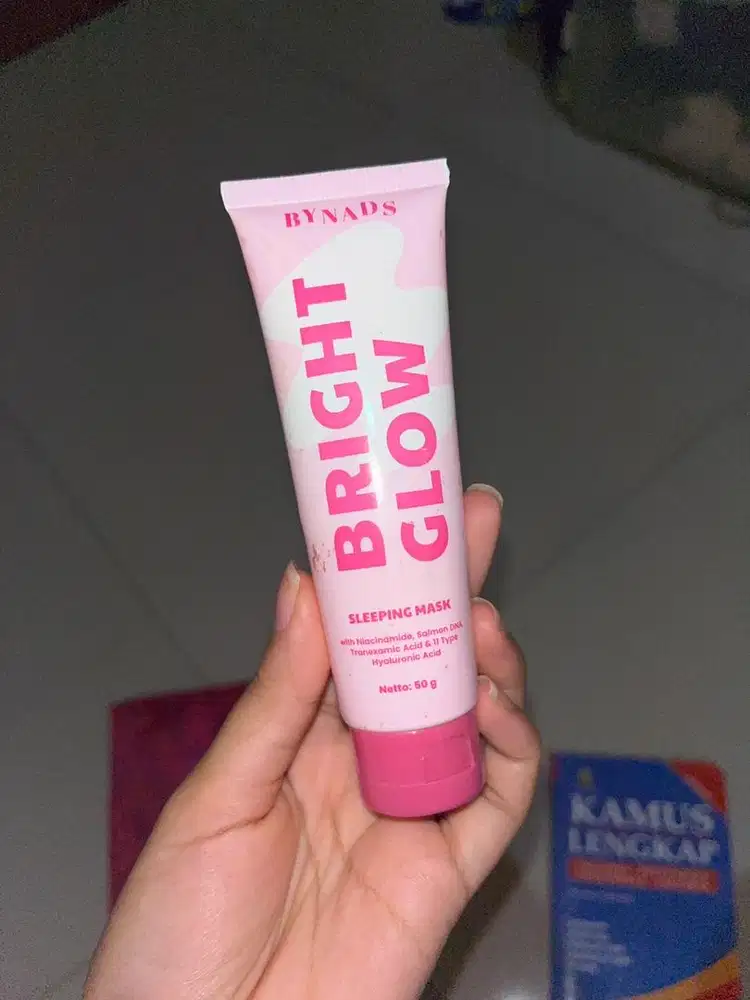 BYNADS
BRIGHT
GLOW
SLEEPING MASK
with Niacinamide, Salmon DNA,
Tranexamic Acid & 11 Type
Hyaluronic Acid
Netto: 50 g
KAMUS
LENGKAP